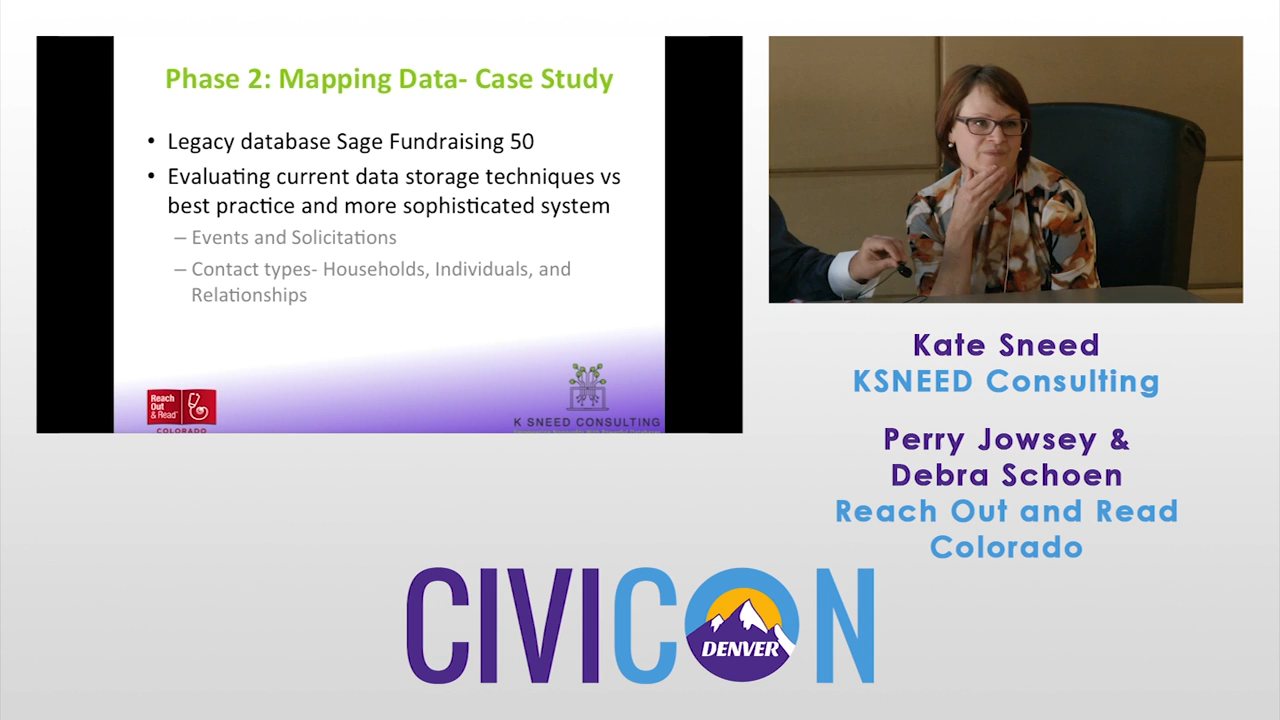 Phase 2: Mapping Data- Case Study
• Legacy database Sage Fundraising 50
• Evaluating current data storage techniques vs
best practice and more sophisticated system
– Events and Solicitations
– Contact types- Households, Individuals, and
Relationships
Reach
Out
& Read
COLORADO
K SNEED CONSULTING
Kate Sneed
KSNEED Consulting
Perry Jowsey &
Debra Schoen
Reach Out and Read
Colorado
CIVICON
DENVER